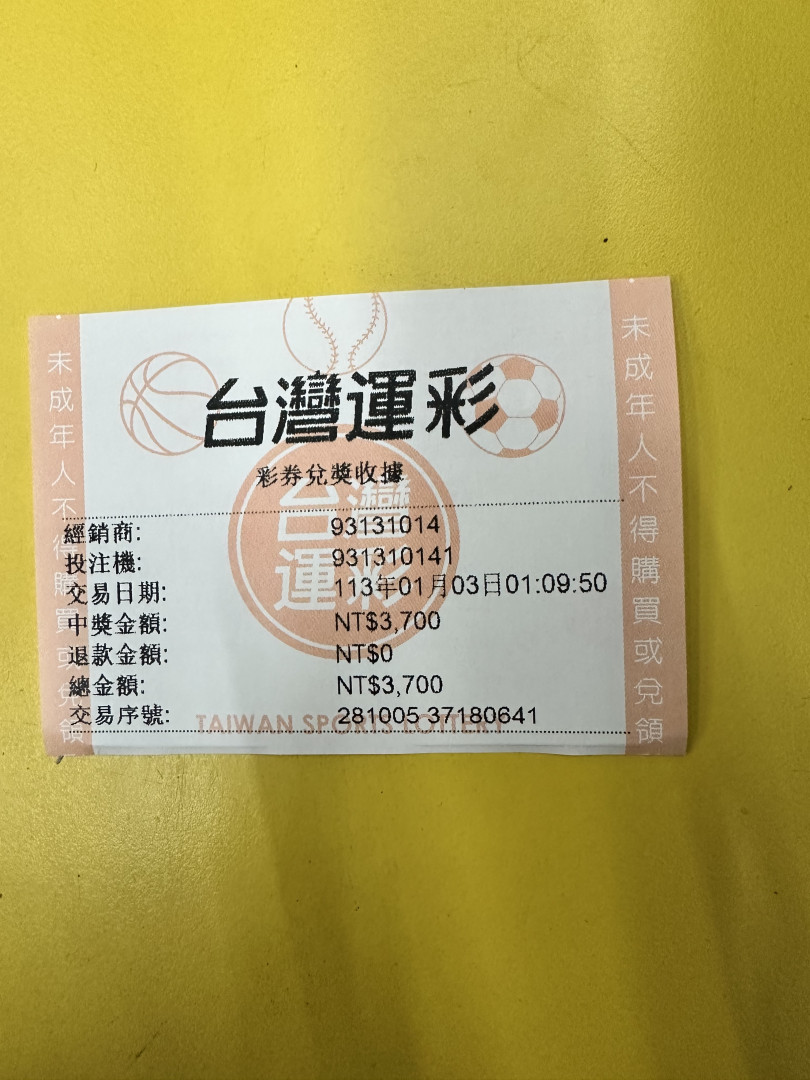 台灣運彩
彩券兌獎收據
台灣
運彩
經銷商: 93131014
投注機: 931310141
交易日期: 113年01月03日01:09:50
中獎金額: NT$3,700
退款金額: NT$0
總金額: NT$3,700
交易序號: 281005 37180641
TAIWAN SPORTS LOTTERY
未成年人不得購買或兌領
未成年人不得購買或兌領